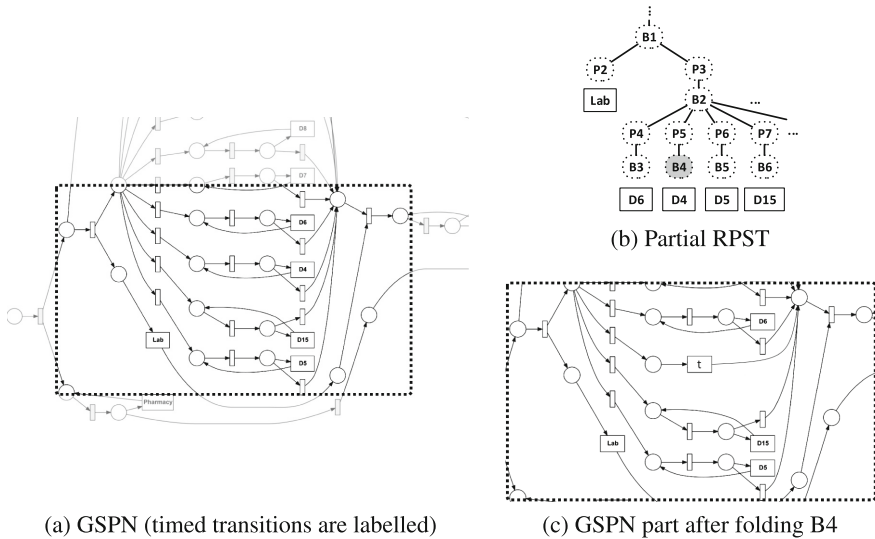 D8
D7
D6
D4
D15
Lab
D5
Pharmacy
(a) GSPN (timed transitions are labelled)
...
B1
P2 P3
Lab B2 ...
P4 P5 P6 P7 ...
B3 B4 B5 B6
D6 D4 D5 D15
(b) Partial RPST
D6
t
D15
Lab
D5
(c) GSPN part after folding B4